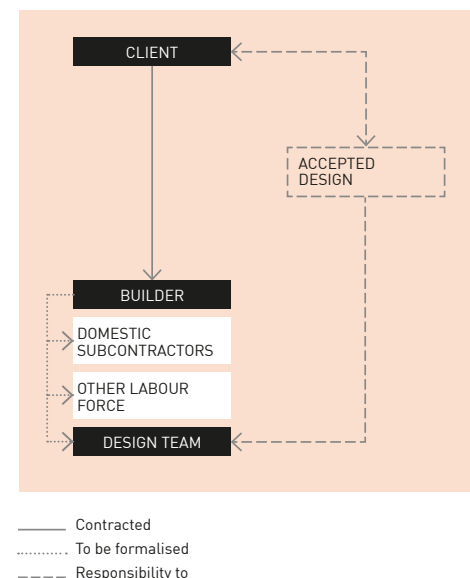 CLIENT
ACCEPTED
DESIGN
BUILDER
DOMESTIC
SUBCONTRACTORS
OTHER LABOUR
FORCE
DESIGN TEAM
Contracted
To be formalised
Responsibility to